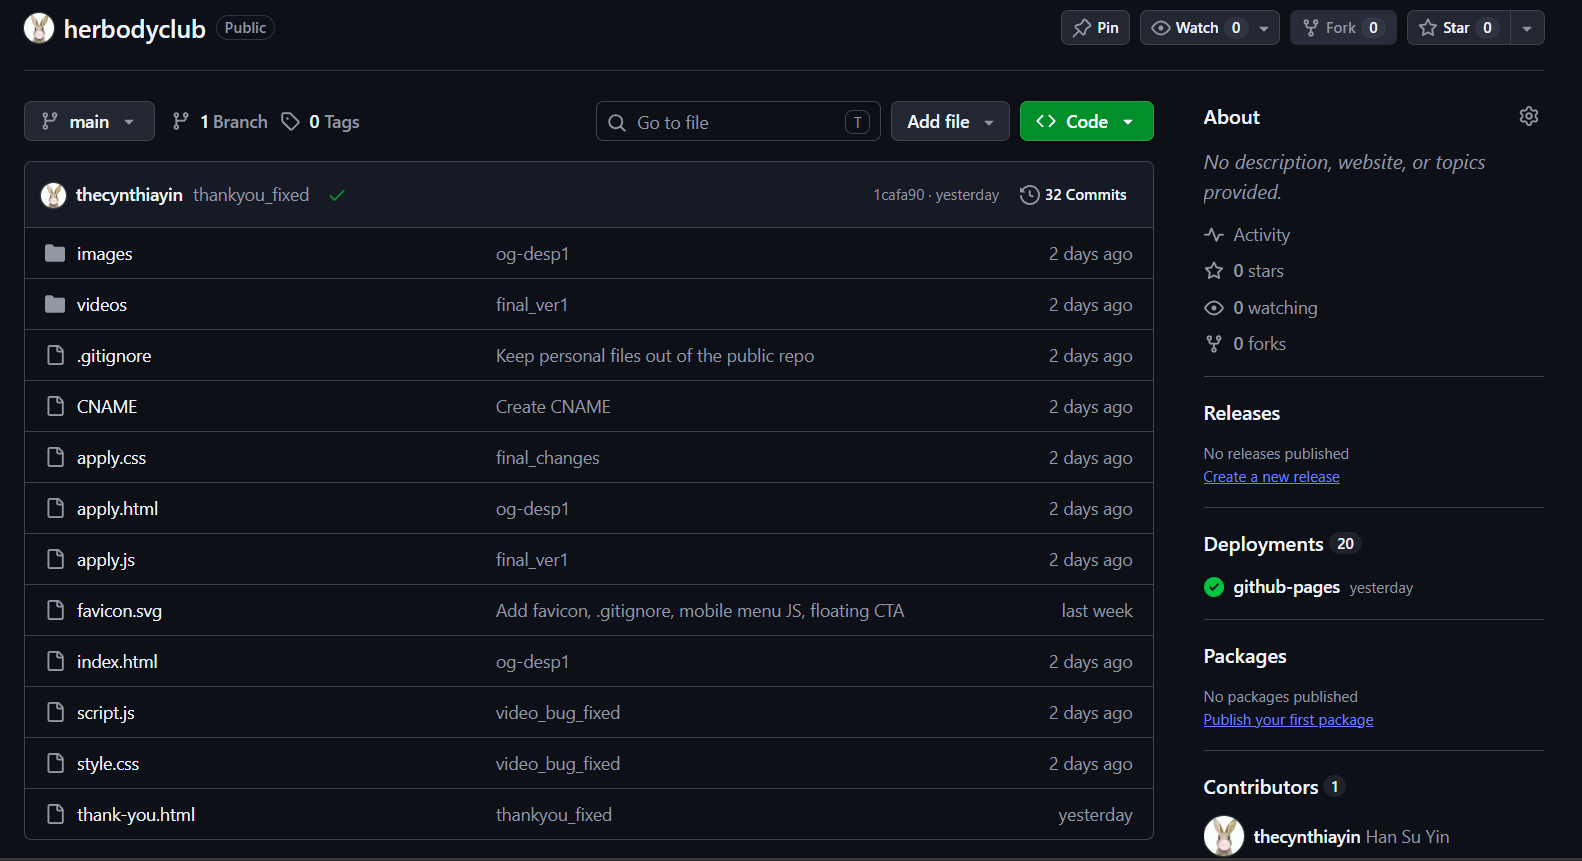 herbodyclub Public
Pin
Watch 0
Fork 0
Star 0
main
1 Branch
0 Tags
Go to file
T
Add file
Code
thecynthiayin thankyou_fixed
1cafa90 · yesterday
32 Commits
images og-desp1 2 days ago
videos final_ver1 2 days ago
.gitignore Keep personal files out of the public repo 2 days ago
CNAME Create CNAME 2 days ago
apply.css final_changes 2 days ago
apply.html og-desp1 2 days ago
apply.js final_ver1 2 days ago
favicon.svg Add favicon, .gitignore, mobile menu JS, floating CTA last week
index.html og-desp1 2 days ago
script.js video_bug_fixed 2 days ago
style.css video_bug_fixed 2 days ago
thank-you.html thankyou_fixed yesterday
About
No description, website, or topics
provided.
Activity
0 stars
0 watching
0 forks
Releases
No releases published
Create a new release
Deployments 20
github-pages yesterday
Packages
No packages published
Publish your first package
Contributors 1
thecynthiayin Han Su Yin